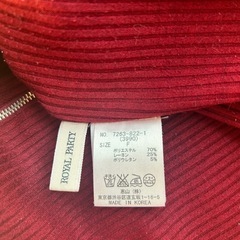 ROYAL PARTY
NO. 7263-822-1
(3990)
SIZE F
ポリエステル 70%
レーヨン 25%
ポリウレタン 5%
MADE IN KOREA